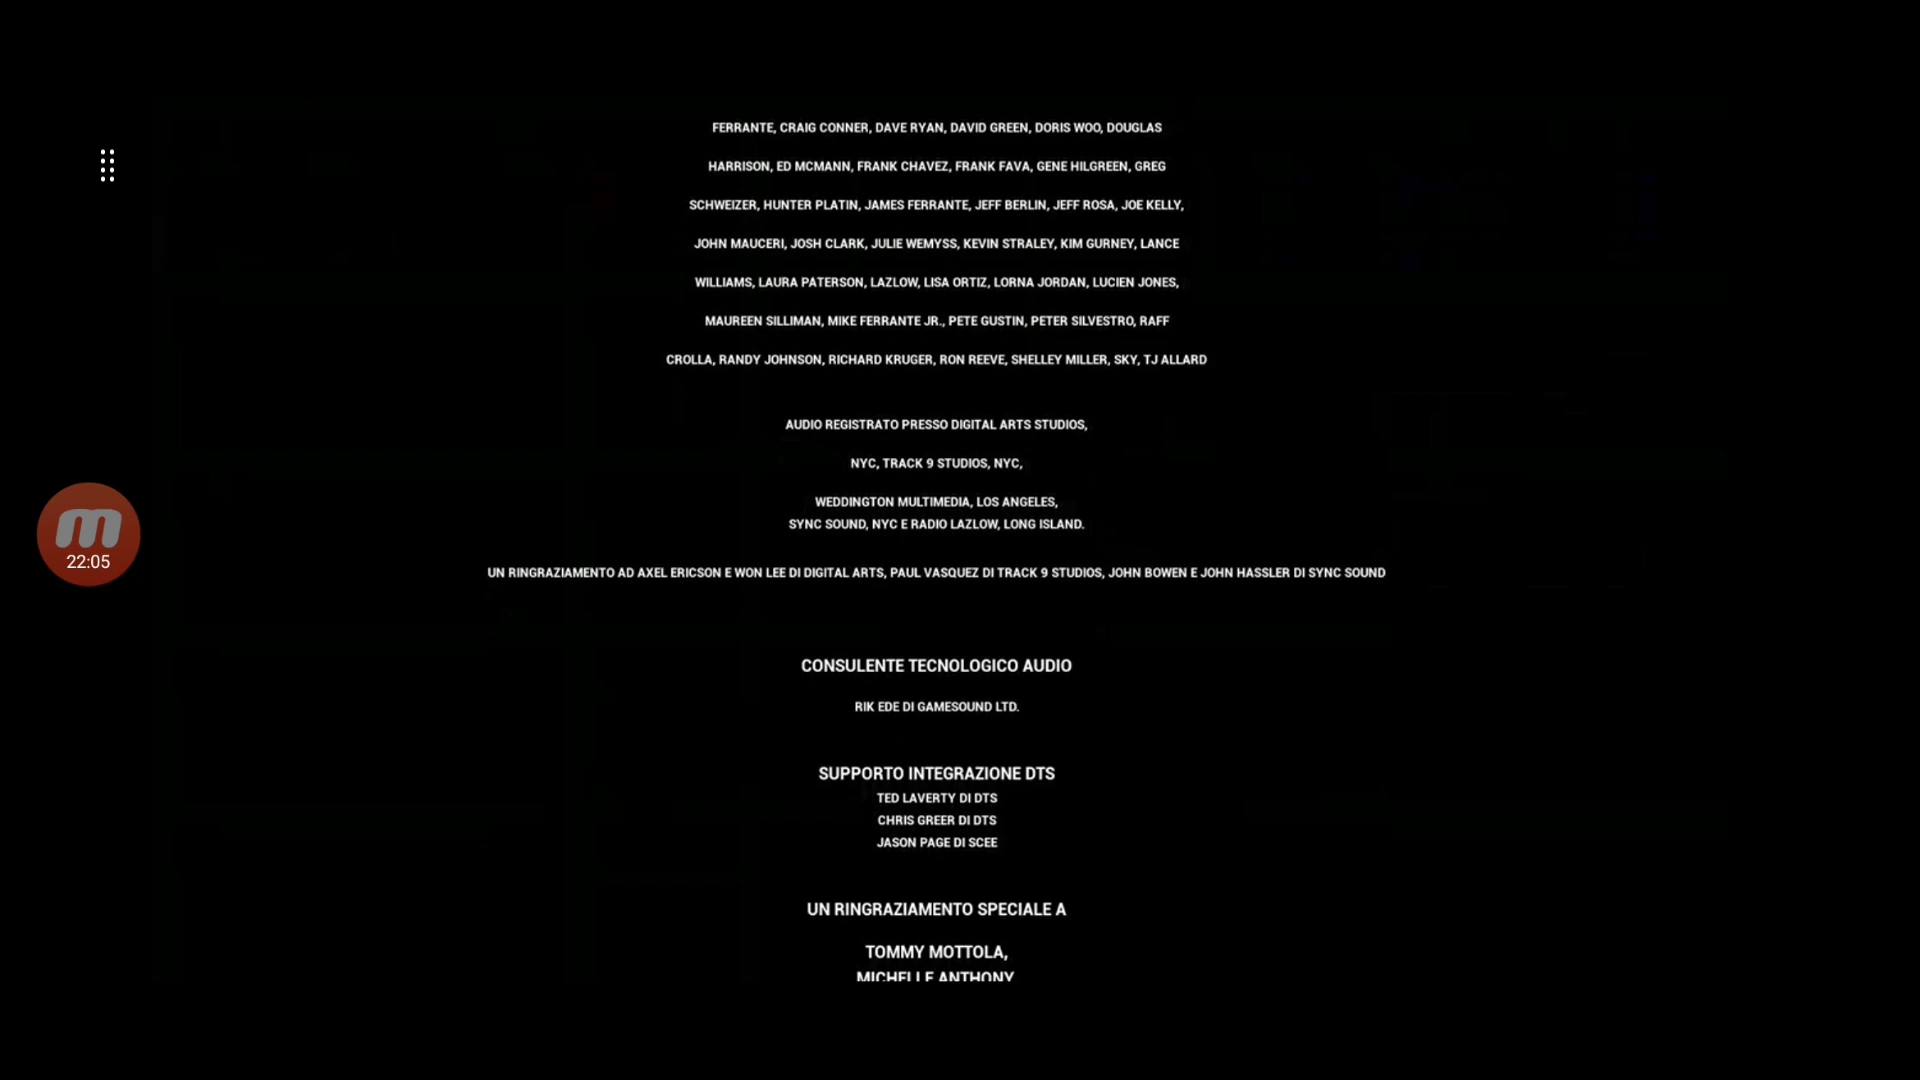 FERRANTE, CRAIG CONNER, DAVE RYAN, DAVID GREEN, DORIS WOO, DOUGLAS
HARRISON, ED MCMANN, FRANK CHAVEZ, FRANK FAVA, GENE HILGREEN, GREG
SCHWEIZER, HUNTER PLATIN, JAMES FERRANTE, JEFF BERLIN, JEFF ROSA, JOE KELLY,
JOHN MAUCERI, JOSH CLARK, JULIE WEMYSS, KEVIN STRALEY, KIM GURNEY, LANCE
WILLIAMS, LAURA PATERSON, LAZLOW, LISA ORTIZ, LORNA JORDAN, LUCIEN JONES,
MAUREEN SILLIMAN, MIKE FERRANTE JR., PETE GUSTIN, PETER SILVESTRO, RAFF
CROLLA, RANDY JOHNSON, RICHARD KRUGER, RON REEVE, SHELLEY MILLER, SKY, TJ ALLARD
AUDIO REGISTRATO PRESSO DIGITAL ARTS STUDIOS,
NYC, TRACK 9 STUDIOS, NYC,
WEDDINGTON MULTIMEDIA, LOS ANGELES,
SYNC SOUND, NYC E RADIO LAZLOW, LONG ISLAND.
22:05
UN RINGRAZIAMENTO AD AXEL ERICSON E WON LEE DI DIGITAL ARTS, PAUL VASQUEZ DI TRACK 9 STUDIOS, JOHN BOWEN E JOHN HASSLER DI SYNC SOUND
CONSULENTE TECNOLOGICO AUDIO
RIK EDE DI GAMESOUND LTD.
SUPPORTO INTEGRAZIONE DTS
TED LAVERTY DI DTS
CHRIS GREER DI DTS
JASON PAGE DI SCEE
UN RINGRAZIAMENTO SPECIALE A
TOMMY MOTTOLA,
MICHELLE ANTHONY